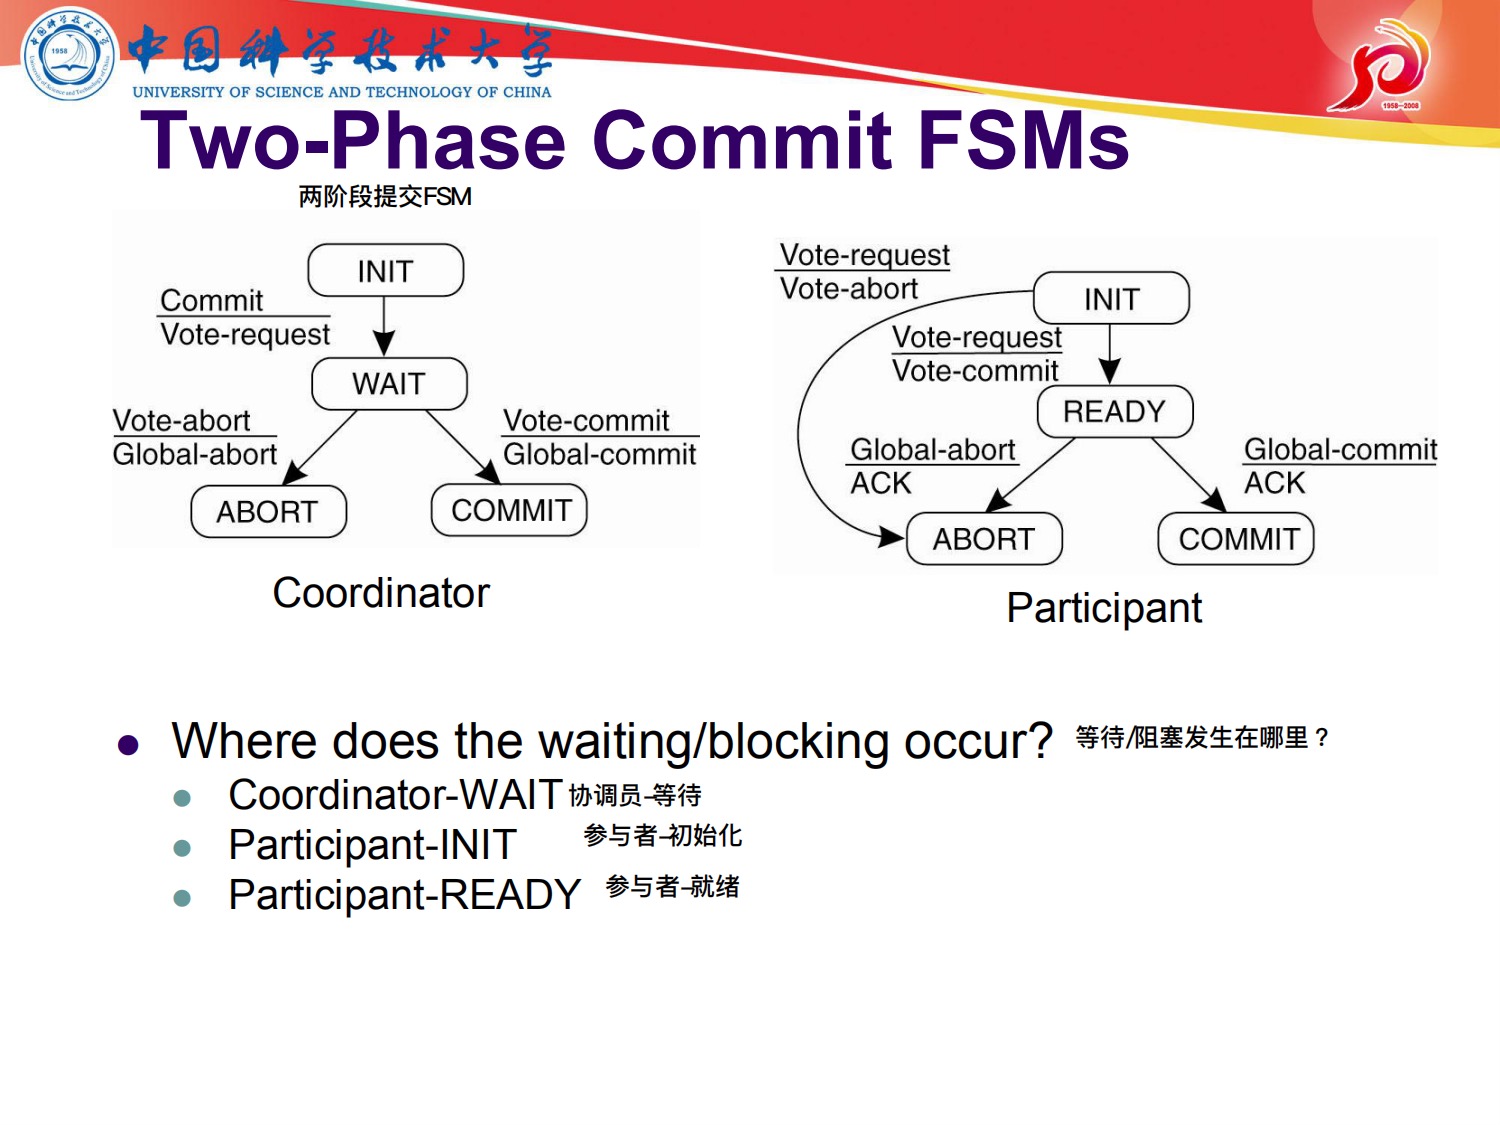 中国科学技术大学
1958
UNIVERSITY OF SCIENCE AND TECHNOLOGY OF CHINA
1958-2008
Two-Phase Commit FSMs
两阶段提交FSM
INIT
Commit
Vote-request
WAIT
Vote-abort
Global-abort
Vote-commit
Global-commit
ABORT
COMMIT
Coordinator
Vote-request
Vote-abort
INIT
Vote-request
Vote-commit
READY
Global-abort
ACK
Global-commit
ACK
ABORT
COMMIT
Participant
Where does the waiting/blocking occur? 等待/阻塞发生在哪里？
Coordinator-WAIT 协调员-等待
Participant-INIT 参与者-初始化
Participant-READY 参与者-就绪